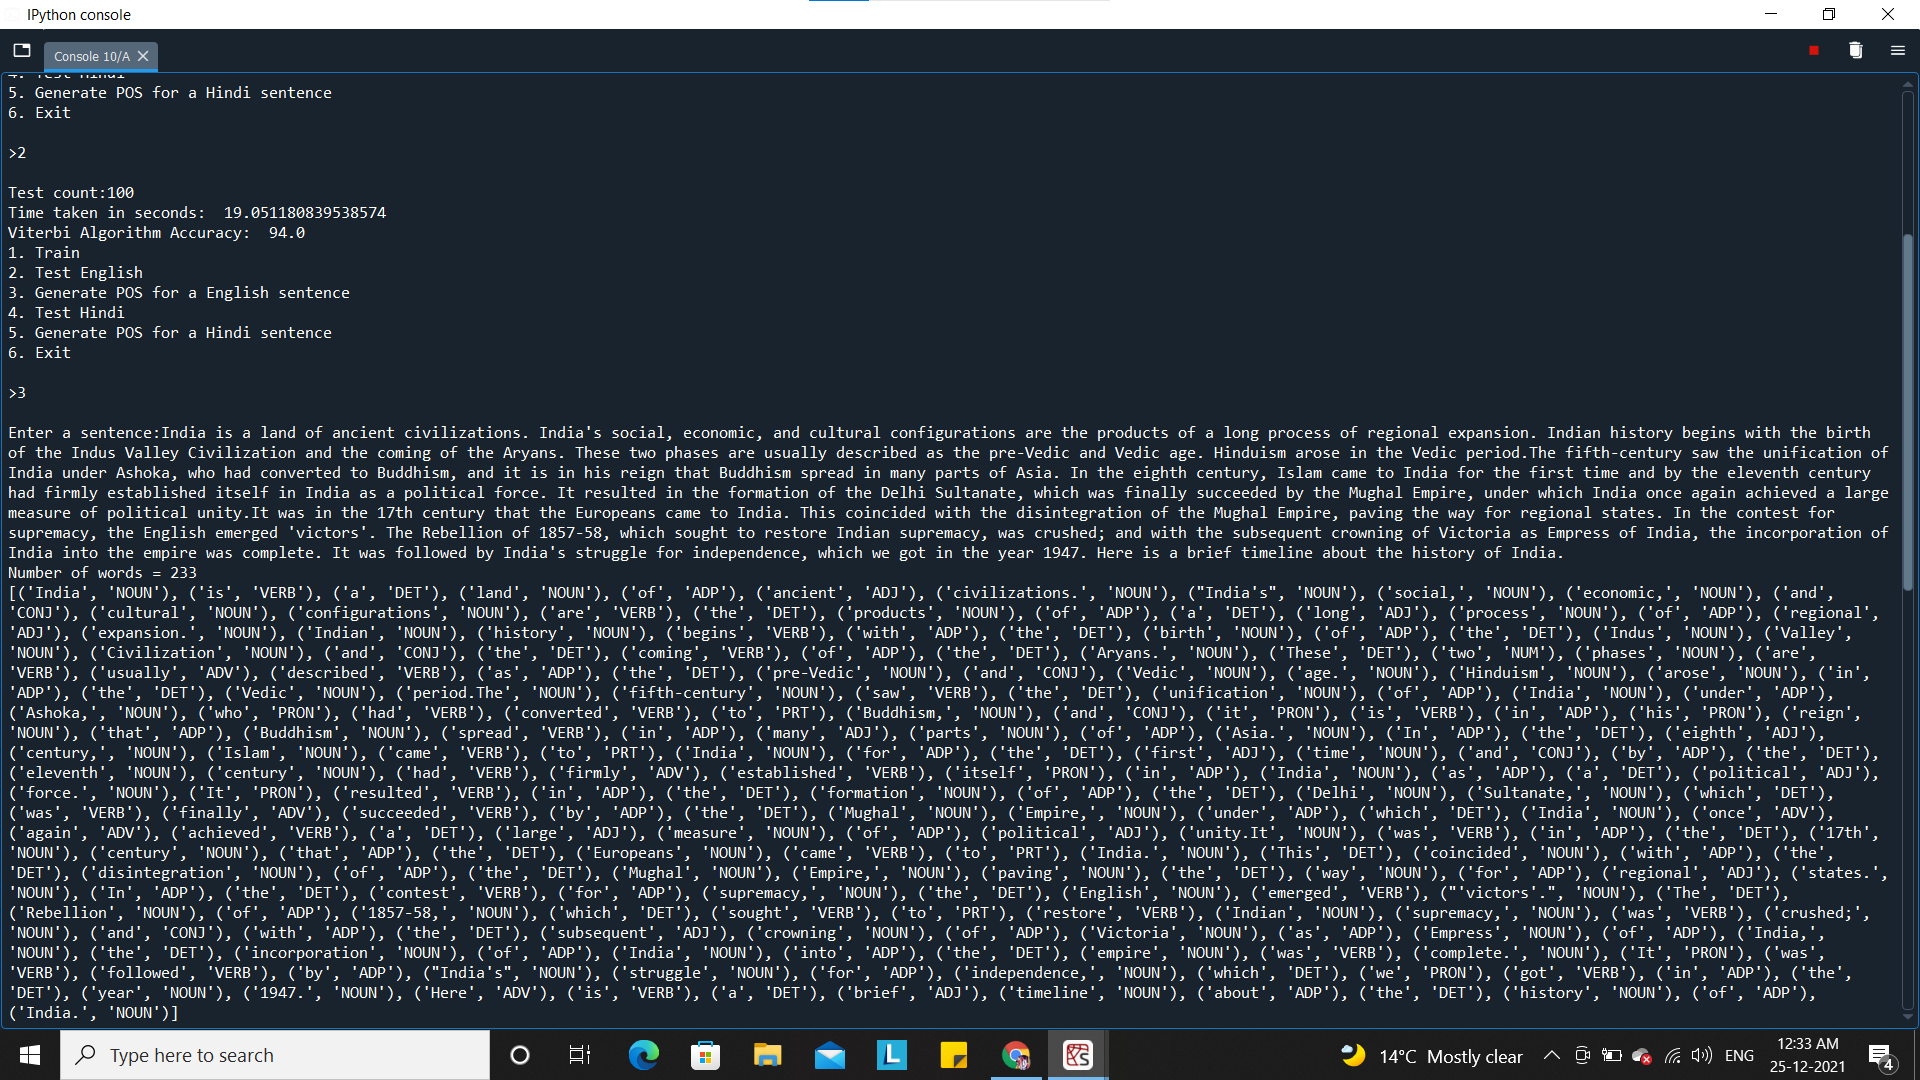 IPython console
Console 10/A
4. Test Hindi
5. Generate POS for a Hindi sentence
6. Exit
>2
Test count:100
Time taken in seconds:  19.051180839538574
Viterbi Algorithm Accuracy:  94.0
1. Train
2. Test English
3. Generate POS for a English sentence
4. Test Hindi
5. Generate POS for a Hindi sentence
6. Exit
>3
Enter a sentence:India is a land of ancient civilizations. India's social, economic, and cultural configurations are the products of a long process of regional expansion. Indian history begins with the birth
of the Indus Valley Civilization and the coming of the Aryans. These two phases are usually described as the pre-Vedic and Vedic age. Hinduism arose in the Vedic period.The fifth-century saw the unification of
India under Ashoka, who had converted to Buddhism, and it is in his reign that Buddhism spread in many parts of Asia. In the eighth century, Islam came to India for the first time and by the eleventh century
had firmly established itself in India as a political force. It resulted in the formation of the Delhi Sultanate, which was finally succeeded by the Mughal Empire, under which India once again achieved a large
measure of political unity.It was in the 17th century that the Europeans came to India. This coincided with the disintegration of the Mughal Empire, paving the way for regional states. In the contest for
supremacy, the English emerged 'victors'. The Rebellion of 1857-58, which sought to restore Indian supremacy, was crushed; and with the subsequent crowning of Victoria as Empress of India, the incorporation of
India into the empire was complete. It was followed by India's struggle for independence, which we got in the year 1947. Here is a brief timeline about the history of India.
Number of words = 233
[('India', 'NOUN'), ('is', 'VERB'), ('a', 'DET'), ('land', 'NOUN'), ('of', 'ADP'), ('ancient', 'ADJ'), ('civilizations.', 'NOUN'), ("India's", 'NOUN'), ('social,', 'NOUN'), ('economic,', 'NOUN'), ('and',
'CONJ'), ('cultural', 'NOUN'), ('configurations', 'NOUN'), ('are', 'VERB'), ('the', 'DET'), ('products', 'NOUN'), ('of', 'ADP'), ('a', 'DET'), ('long', 'ADJ'), ('process', 'NOUN'), ('of', 'ADP'), ('regional',
'ADJ'), ('expansion.', 'NOUN'), ('Indian', 'NOUN'), ('history', 'NOUN'), ('begins', 'VERB'), ('with', 'ADP'), ('the', 'DET'), ('birth', 'NOUN'), ('of', 'ADP'), ('the', 'DET'), ('Indus', 'NOUN'), ('Valley',
'NOUN'), ('Civilization', 'NOUN'), ('and', 'CONJ'), ('the', 'DET'), ('coming', 'VERB'), ('of', 'ADP'), ('the', 'DET'), ('Aryans.', 'NOUN'), ('These', 'DET'), ('two', 'NUM'), ('phases', 'NOUN'), ('are',
'VERB'), ('usually', 'ADV'), ('described', 'VERB'), ('as', 'ADP'), ('the', 'DET'), ('pre-Vedic', 'NOUN'), ('and', 'CONJ'), ('Vedic', 'NOUN'), ('age.', 'NOUN'), ('Hinduism', 'NOUN'), ('arose', 'NOUN'), ('in',
'ADP'), ('the', 'DET'), ('Vedic', 'NOUN'), ('period.The', 'NOUN'), ('fifth-century', 'NOUN'), ('saw', 'VERB'), ('the', 'DET'), ('unification', 'NOUN'), ('of', 'ADP'), ('India', 'NOUN'), ('under', 'ADP'),
('Ashoka,', 'NOUN'), ('who', 'PRON'), ('had', 'VERB'), ('converted', 'VERB'), ('to', 'PRT'), ('Buddhism,', 'NOUN'), ('and', 'CONJ'), ('it', 'PRON'), ('is', 'VERB'), ('in', 'ADP'), ('his', 'PRON'), ('reign',
'NOUN'), ('that', 'ADP'), ('Buddhism', 'NOUN'), ('spread', 'VERB'), ('in', 'ADP'), ('many', 'ADJ'), ('parts', 'NOUN'), ('of', 'ADP'), ('Asia.', 'NOUN'), ('In', 'ADP'), ('the', 'DET'), ('eighth', 'ADJ'),
('century,', 'NOUN'), ('Islam', 'NOUN'), ('came', 'VERB'), ('to', 'PRT'), ('India', 'NOUN'), ('for', 'ADP'), ('the', 'DET'), ('first', 'ADJ'), ('time', 'NOUN'), ('and', 'CONJ'), ('by', 'ADP'), ('the', 'DET'),
('eleventh', 'NOUN'), ('century', 'NOUN'), ('had', 'VERB'), ('firmly', 'ADV'), ('established', 'VERB'), ('itself', 'PRON'), ('in', 'ADP'), ('India', 'NOUN'), ('as', 'ADP'), ('a', 'DET'), ('political', 'ADJ'),
('force.', 'NOUN'), ('It', 'PRON'), ('resulted', 'VERB'), ('in', 'ADP'), ('the', 'DET'), ('formation', 'NOUN'), ('of', 'ADP'), ('the', 'DET'), ('Delhi', 'NOUN'), ('Sultanate,', 'NOUN'), ('which', 'DET'),
('was', 'VERB'), ('finally', 'ADV'), ('succeeded', 'VERB'), ('by', 'ADP'), ('the', 'DET'), ('Mughal', 'NOUN'), ('Empire,', 'NOUN'), ('under', 'ADP'), ('which', 'DET'), ('India', 'NOUN'), ('once', 'ADV'),
('again', 'ADV'), ('achieved', 'VERB'), ('a', 'DET'), ('large', 'ADJ'), ('measure', 'NOUN'), ('of', 'ADP'), ('political', 'ADJ'), ('unity.It', 'NOUN'), ('was', 'VERB'), ('in', 'ADP'), ('the', 'DET'), ('17th',
'NOUN'), ('century', 'NOUN'), ('that', 'ADP'), ('the', 'DET'), ('Europeans', 'NOUN'), ('came', 'VERB'), ('to', 'PRT'), ('India.', 'NOUN'), ('This', 'DET'), ('coincided', 'NOUN'), ('with', 'ADP'), ('the',
'DET'), ('disintegration', 'NOUN'), ('of', 'ADP'), ('the', 'DET'), ('Mughal', 'NOUN'), ('Empire,', 'NOUN'), ('paving', 'NOUN'), ('the', 'DET'), ('way', 'NOUN'), ('for', 'ADP'), ('regional', 'ADJ'), ('states.',
'NOUN'), ('In', 'ADP'), ('the', 'DET'), ('contest', 'VERB'), ('for', 'ADP'), ('supremacy,', 'NOUN'), ('the', 'DET'), ('English', 'NOUN'), ('emerged', 'VERB'), ("'victors'.", 'NOUN'), ('The', 'DET'),
('Rebellion', 'NOUN'), ('of', 'ADP'), ('1857-58,', 'NOUN'), ('which', 'DET'), ('sought', 'VERB'), ('to', 'PRT'), ('restore', 'VERB'), ('Indian', 'NOUN'), ('supremacy,', 'NOUN'), ('was', 'VERB'), ('crushed;',
'NOUN'), ('and', 'CONJ'), ('with', 'ADP'), ('the', 'DET'), ('subsequent', 'ADJ'), ('crowning', 'NOUN'), ('of', 'ADP'), ('Victoria', 'NOUN'), ('as', 'ADP'), ('Empress', 'NOUN'), ('of', 'ADP'), ('India,',
'NOUN'), ('the', 'DET'), ('incorporation', 'NOUN'), ('of', 'ADP'), ('India', 'NOUN'), ('into', 'ADP'), ('the', 'DET'), ('empire', 'NOUN'), ('was', 'VERB'), ('complete.', 'NOUN'), ('It', 'PRON'), ('was',
'VERB'), ('followed', 'VERB'), ('by', 'ADP'), ("India's", 'NOUN'), ('struggle', 'NOUN'), ('for', 'ADP'), ('independence,', 'NOUN'), ('which', 'DET'), ('we', 'PRON'), ('got', 'VERB'), ('in', 'ADP'), ('the',
'DET'), ('year', 'NOUN'), ('1947.', 'NOUN'), ('Here', 'ADV'), ('is', 'VERB'), ('a', 'DET'), ('brief', 'ADJ'), ('timeline', 'NOUN'), ('about', 'ADP'), ('the', 'DET'), ('history', 'NOUN'), ('of', 'ADP'),
('India.', 'NOUN')]
Type here to search
14°C Mostly clear
ENG
12:33 AM
25-12-2021
4